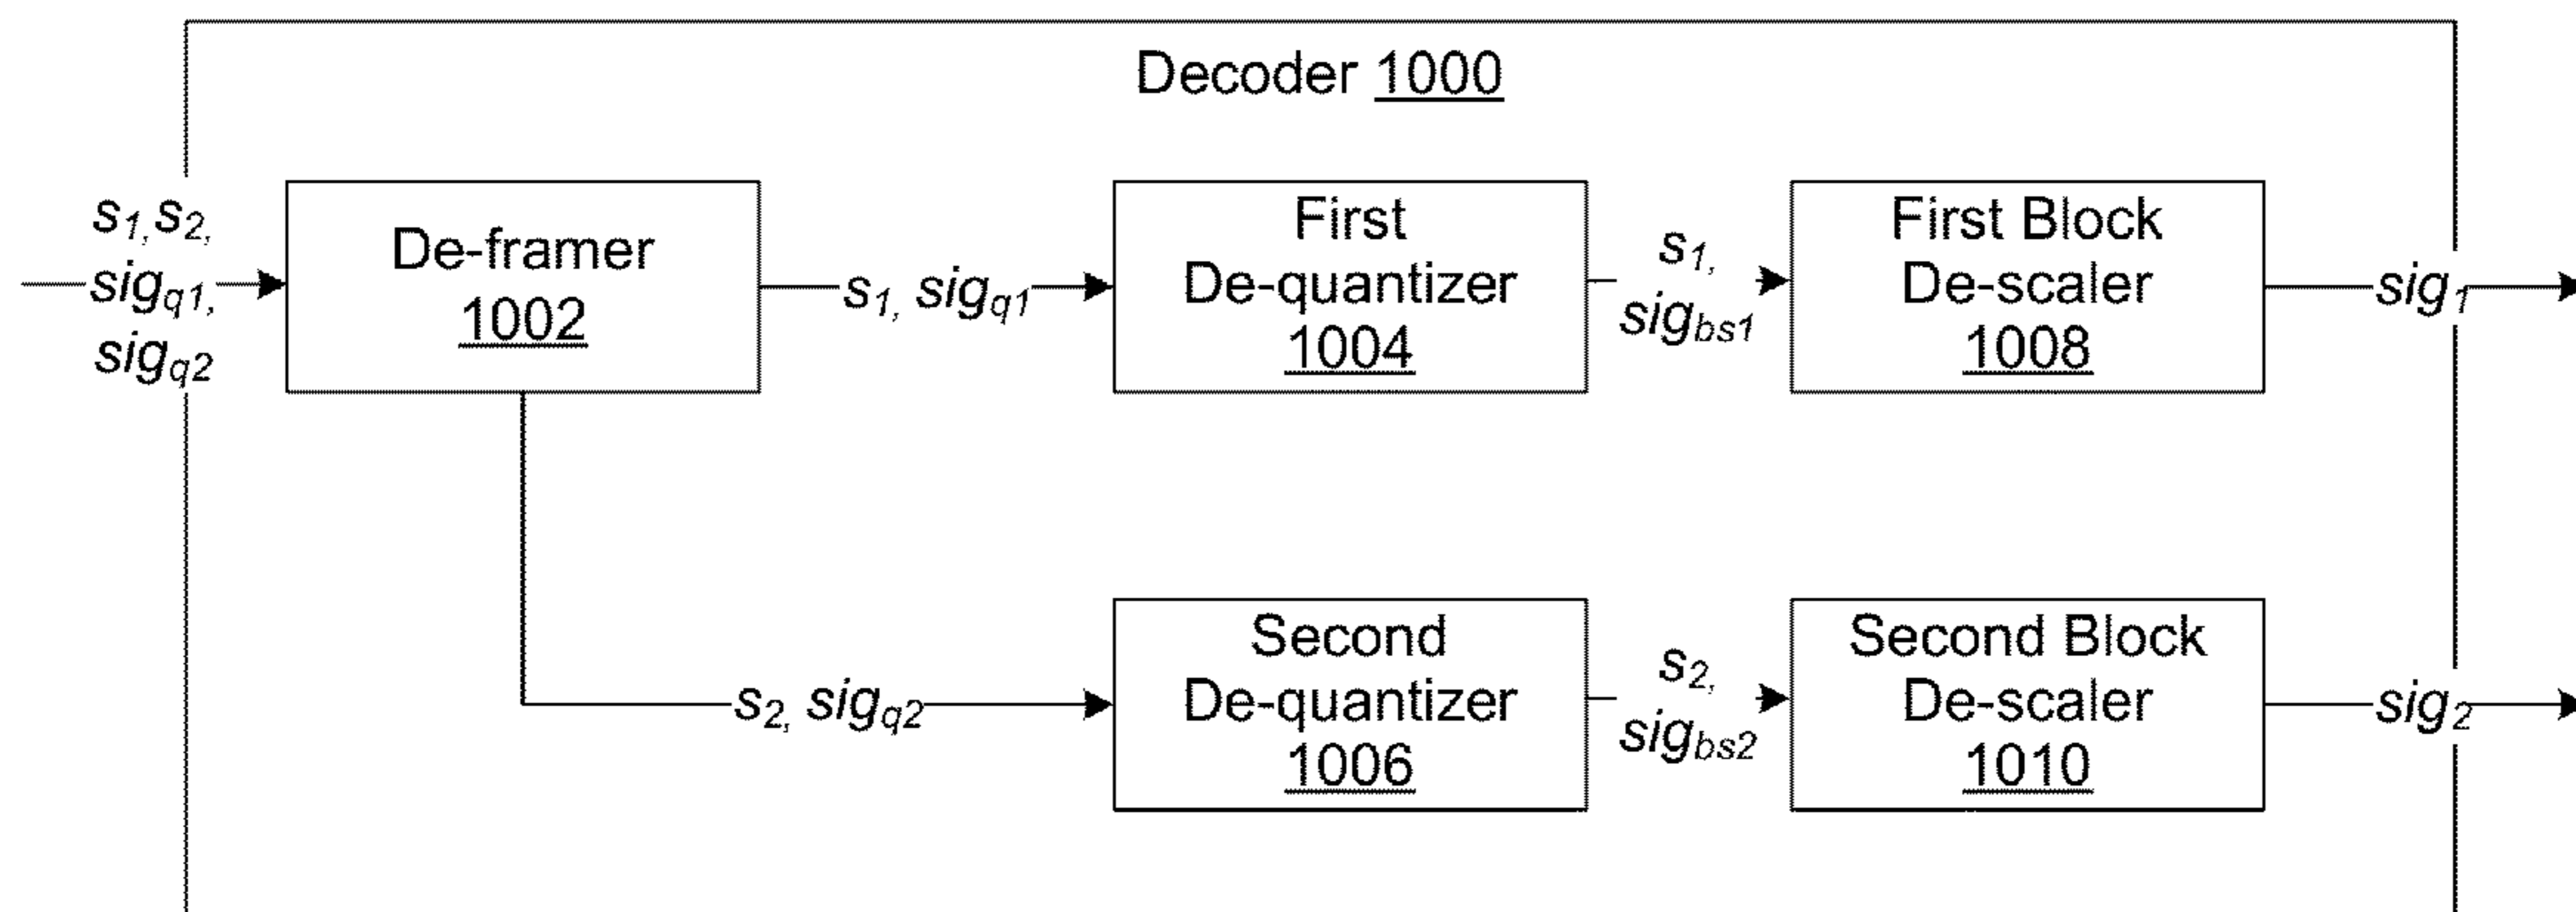 Decoder 1000
s1, s2,
sigq1,
sigq2
De-framer
1002
s1, sigq1
First
De-quantizer
1004
s1,
sigbs1
First Block
De-scaler
1008
sig1
s2, sigq2
Second
De-quantizer
1006
s2,
sigbs2
Second Block
De-scaler
1010
sig2